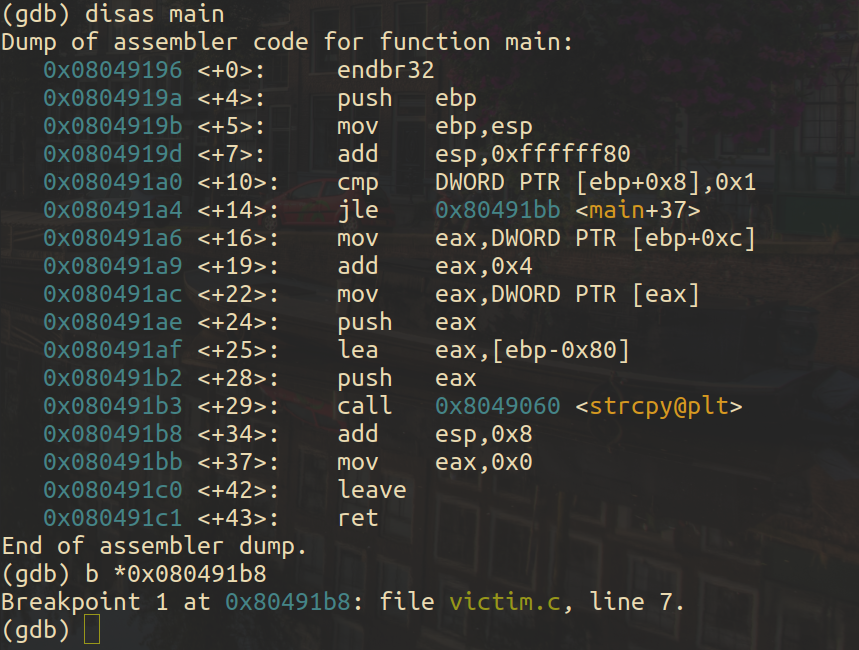 (gdb) disas main
Dump of assembler code for function main:
   0x08049196 <+0>:     endbr32
   0x0804919a <+4>:     push   ebp
   0x0804919b <+5>:     mov    ebp,esp
   0x0804919d <+7>:     add    esp,0xffffff80
   0x080491a0 <+10>:    cmp    DWORD PTR [ebp+0x8],0x1
   0x080491a4 <+14>:    jle    0x80491bb <main+37>
   0x080491a6 <+16>:    mov    eax,DWORD PTR [ebp+0xc]
   0x080491a9 <+19>:    add    eax,0x4
   0x080491ac <+22>:    mov    eax,DWORD PTR [eax]
   0x080491ae <+24>:    push   eax
   0x080491af <+25>:    lea    eax,[ebp-0x80]
   0x080491b2 <+28>:    push   eax
   0x080491b3 <+29>:    call   0x8049060 <strcpy@plt>
   0x080491b8 <+34>:    add    esp,0x8
   0x080491bb <+37>:    mov    eax,0x0
   0x080491c0 <+42>:    leave
   0x080491c1 <+43>:    ret
End of assembler dump.
(gdb) b *0x080491b8
Breakpoint 1 at 0x80491b8: file victim.c, line 7.
(gdb)